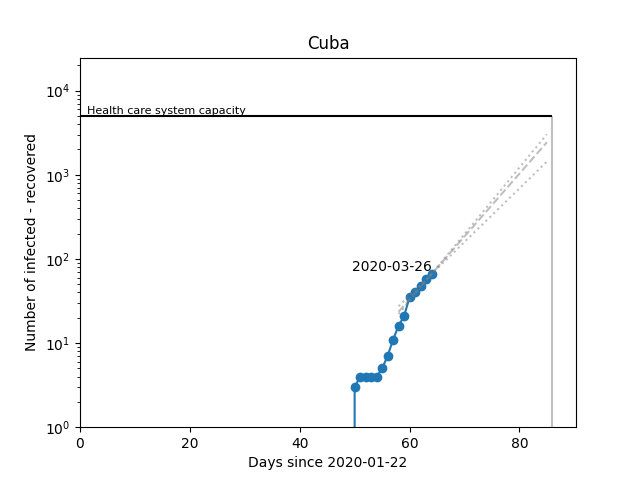 Cuba
Number of infected - recovered
10^4
10^3
10^2
10^1
10^0
Health care system capacity
2020-03-26
0 20 40 60 80
Days since 2020-01-22